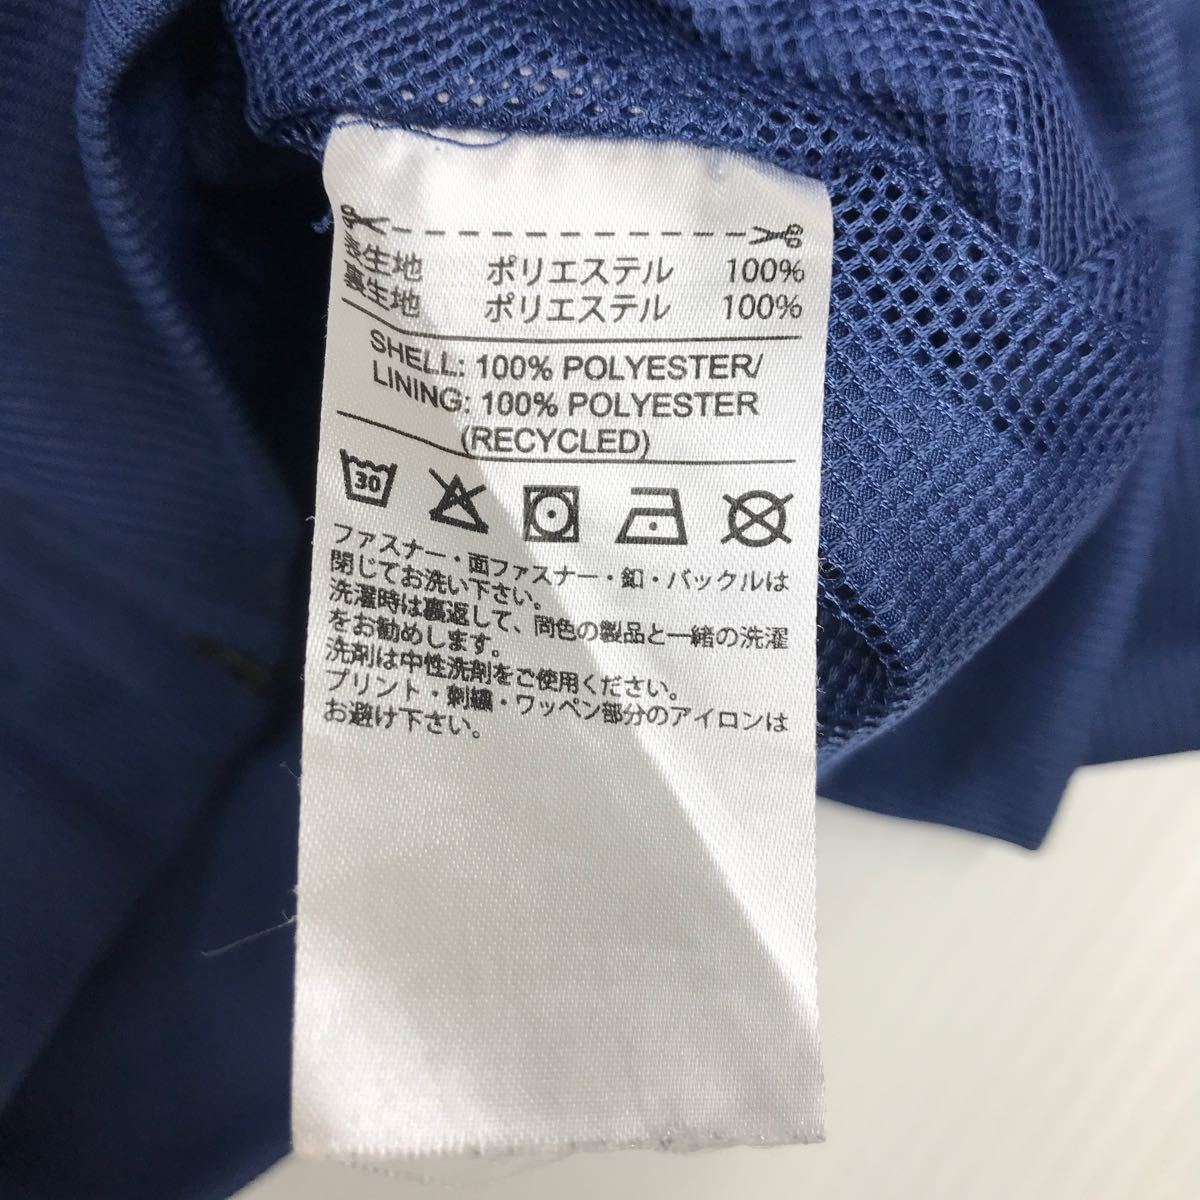 表生地 ポリエステル 100%
裏生地 ポリエステル 100%
SHELL: 100% POLYESTER/
LINING: 100% POLYESTER
(RECYCLED)
30
ファスナー・面ファスナー・釦・バックルは
閉じてお洗い下さい。
洗濯時は裏返して、同色の製品と一緒の洗濯
をお勧めします。
洗剤は中性洗剤をご使用ください。
プリント・刺繍・ワッペン部分のアイロンは
お避け下さい。